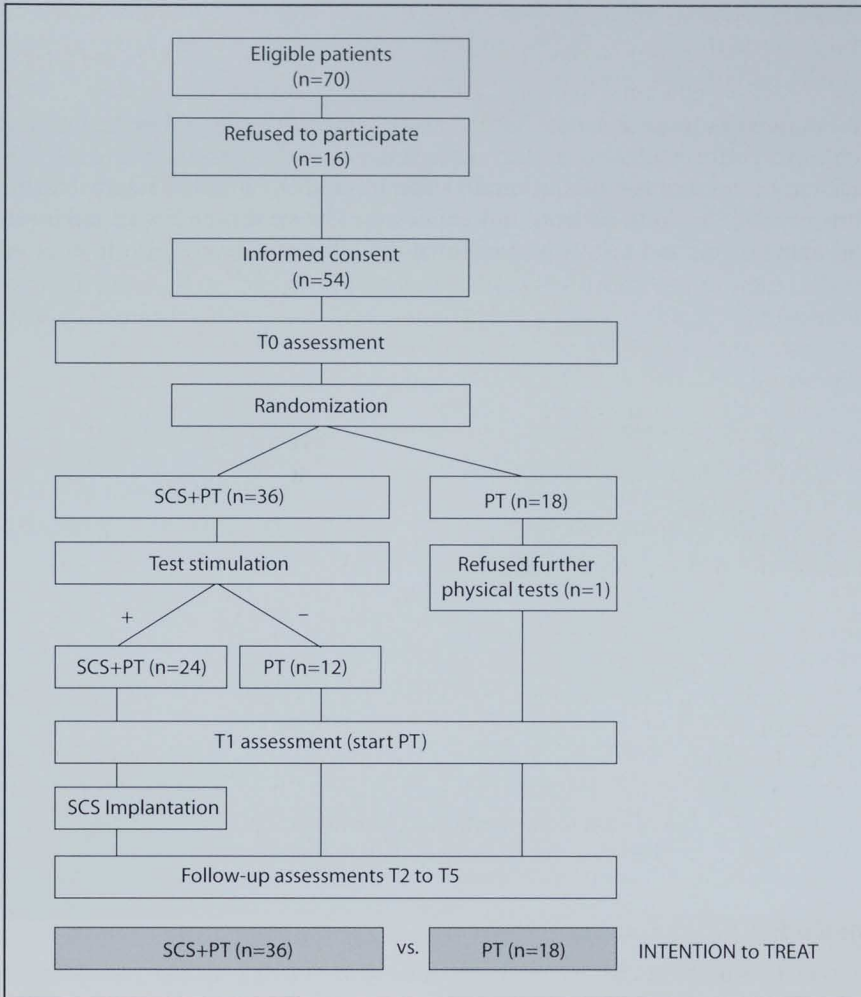 Eligible patients
(n=70)
Refused to participate
(n=16)
Informed consent
(n=54)
T0 assessment
Randomization
SCS+PT (n=36)
PT (n=18)
Test stimulation
Refused further
physical tests (n=1)
+
−
SCS+PT (n=24)
PT (n=12)
T1 assessment (start PT)
SCS Implantation
Follow-up assessments T2 to T5
SCS+PT (n=36)
vs.
PT (n=18)
INTENTION to TREAT